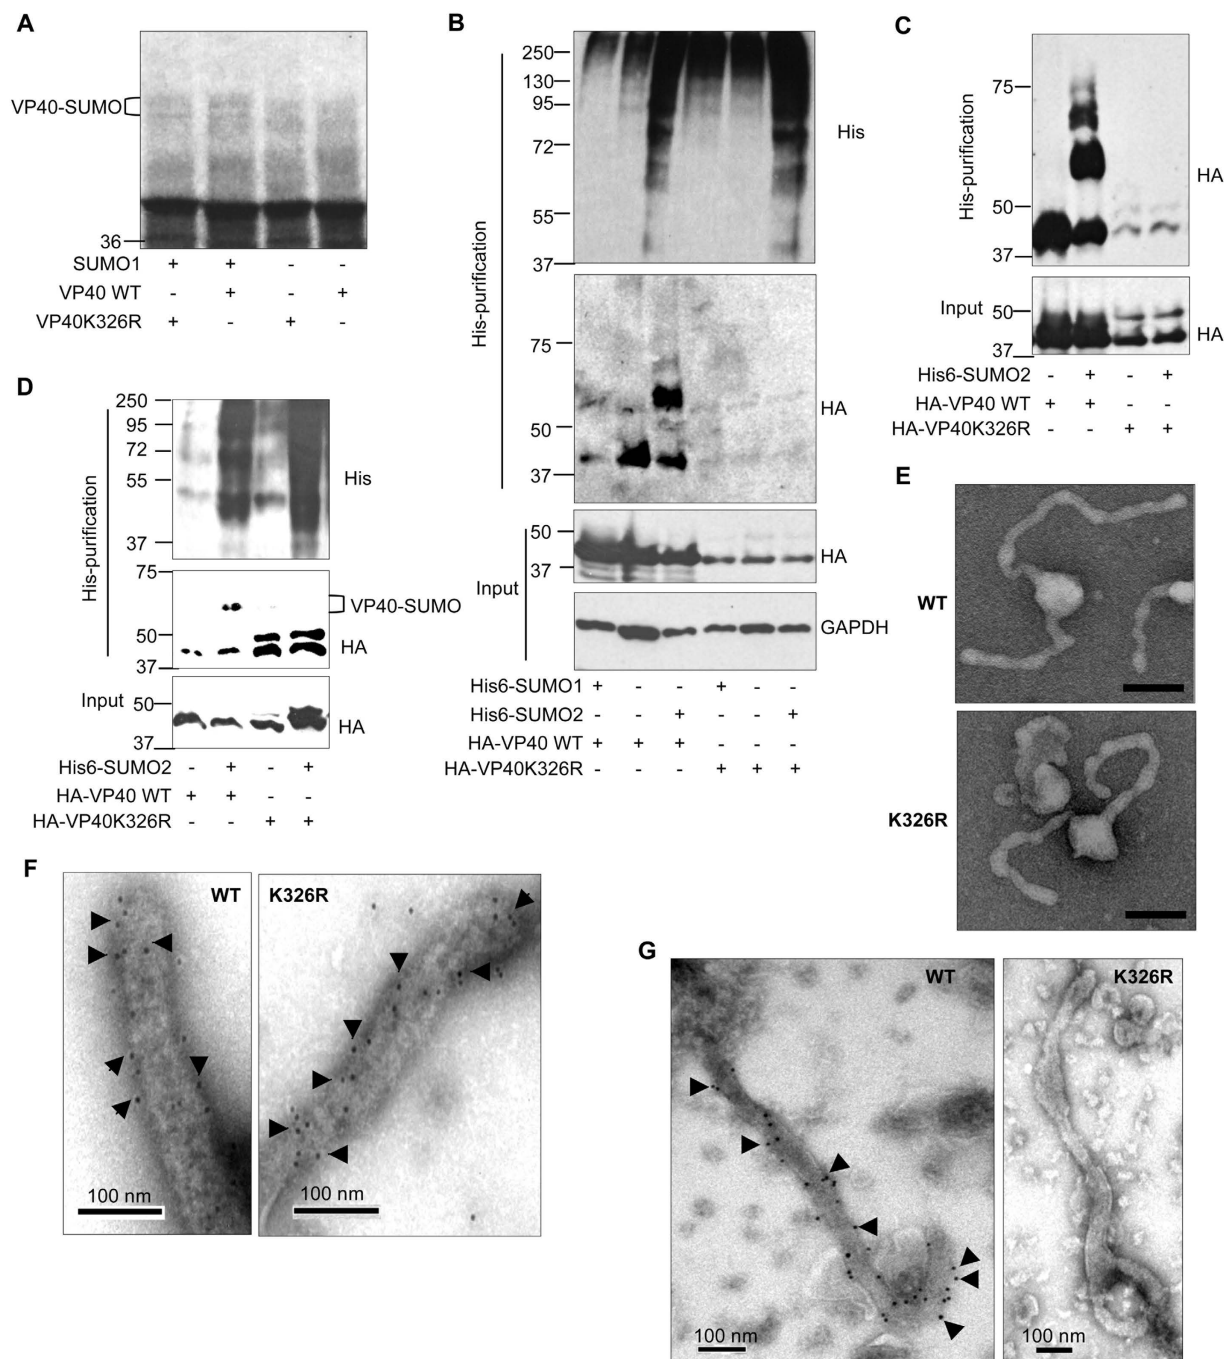 A
VP40-SUMO
36
SUMO1 + + - -
VP40 WT - + - +
VP40K326R + - + -
B
His-purification
250
130
95
72
55
37
His
75
50
37
HA
Input
50
37
HA
GAPDH
His6-SUMO1 + - - + - -
His6-SUMO2 - - + - - +
HA-VP40 WT + + + - - -
HA-VP40K326R - - - + + +
C
His-purification
75
50
37
HA
Input
50
37
HA
His6-SUMO2 - + - +
HA-VP40 WT + + - -
HA-VP40K326R - - + +
D
His-purification
250
95
72
55
37
His
75
VP40-SUMO
50
HA
37
Input 50
HA
37
His6-SUMO2 - + - +
HA-VP40 WT + + - -
HA-VP40K326R - - + +
E
WT
K326R
F
WT
100 nm
K326R
100 nm
G
WT
100 nm
K326R
100 nm